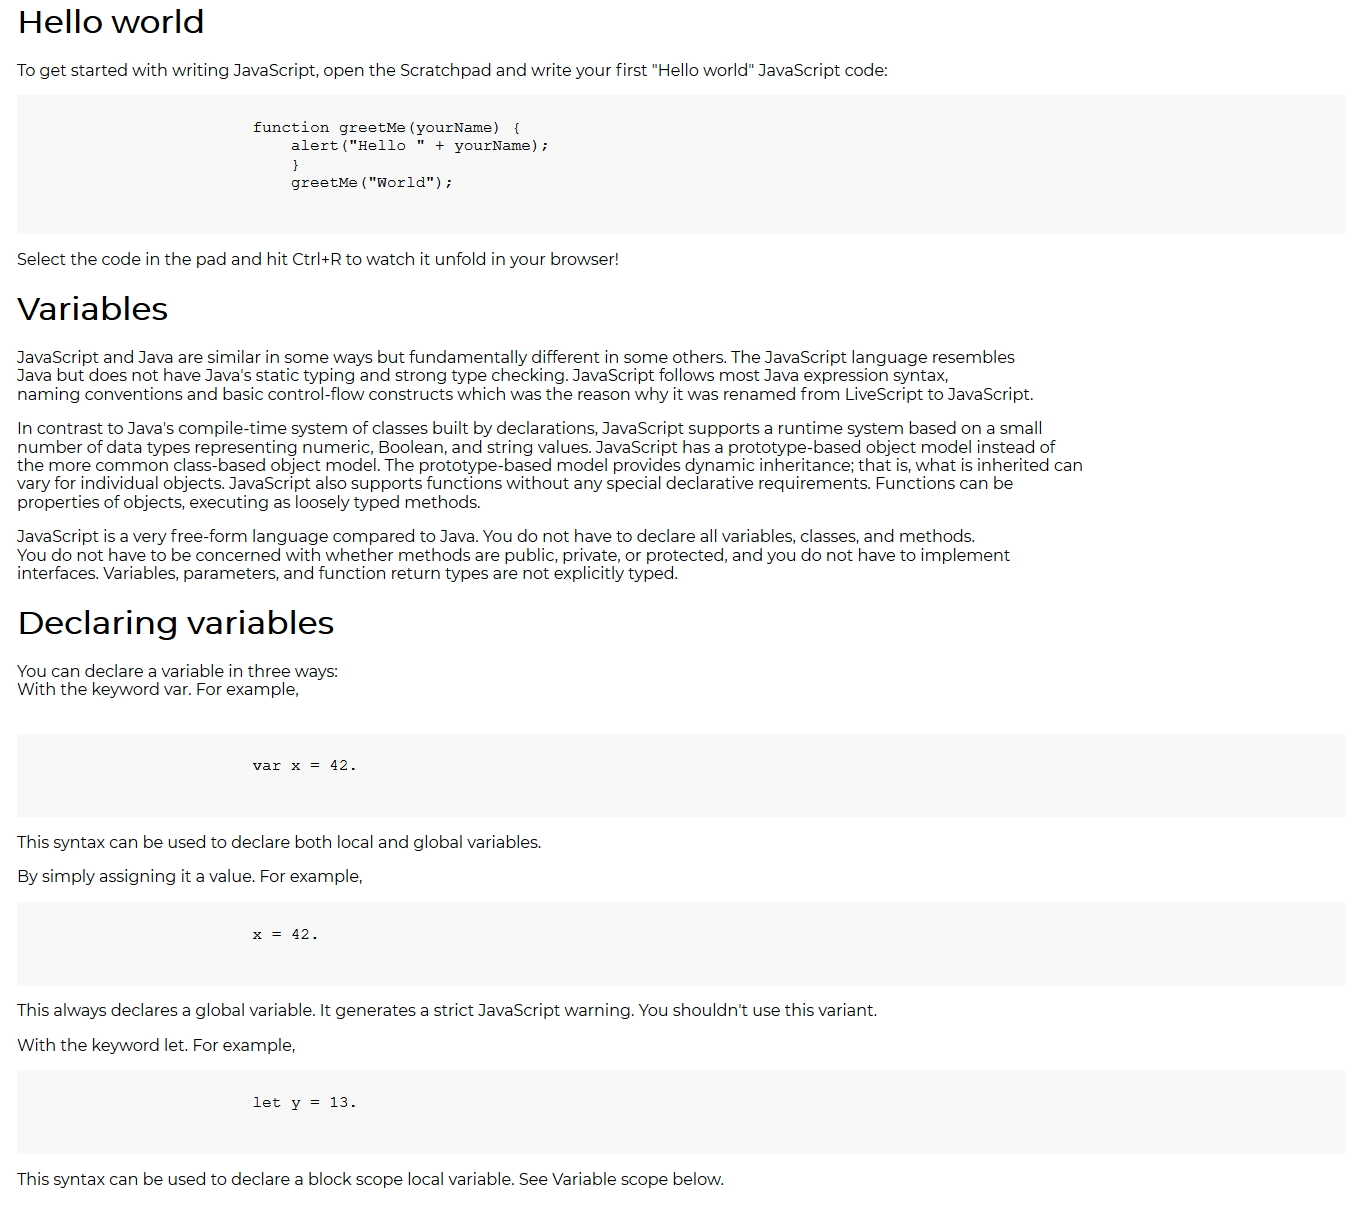 Hello world
To get started with writing JavaScript, open the Scratchpad and write your first "Hello world" JavaScript code:
function greetMe(yourName) {
alert("Hello " + yourName);
}
greetMe("World");
Select the code in the pad and hit Ctrl+R to watch it unfold in your browser!
Variables
JavaScript and Java are similar in some ways but fundamentally different in some others. The JavaScript language resembles
Java but does not have Java's static typing and strong type checking. JavaScript follows most Java expression syntax,
naming conventions and basic control-flow constructs which was the reason why it was renamed from LiveScript to JavaScript.
In contrast to Java's compile-time system of classes built by declarations, JavaScript supports a runtime system based on a small
number of data types representing numeric, Boolean, and string values. JavaScript has a prototype-based object model instead of
the more common class-based object model. The prototype-based model provides dynamic inheritance; that is, what is inherited can
vary for individual objects. JavaScript also supports functions without any special declarative requirements. Functions can be
properties of objects, executing as loosely typed methods.
JavaScript is a very free-form language compared to Java. You do not have to declare all variables, classes, and methods.
You do not have to be concerned with whether methods are public, private, or protected, and you do not have to implement
interfaces. Variables, parameters, and function return types are not explicitly typed.
Declaring variables
You can declare a variable in three ways:
With the keyword var. For example,
var x = 42.
This syntax can be used to declare both local and global variables.
By simply assigning it a value. For example,
x = 42.
This always declares a global variable. It generates a strict JavaScript warning. You shouldn't use this variant.
With the keyword let. For example,
let y = 13.
This syntax can be used to declare a block scope local variable. See Variable scope below.